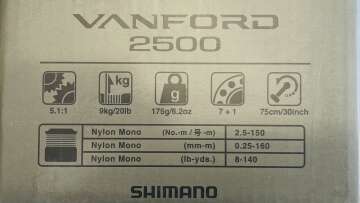 VANFORD
2500
kg
g
5.1:1 9kg/20lb 175g/6.2oz 7 + 1 75cm/30inch
Nylon Mono (No.-m / 号 -m) 2.5-150
Nylon Mono (mm-m) 0.25-160
Nylon Mono (lb-yds.) 8-140
SHIMANO